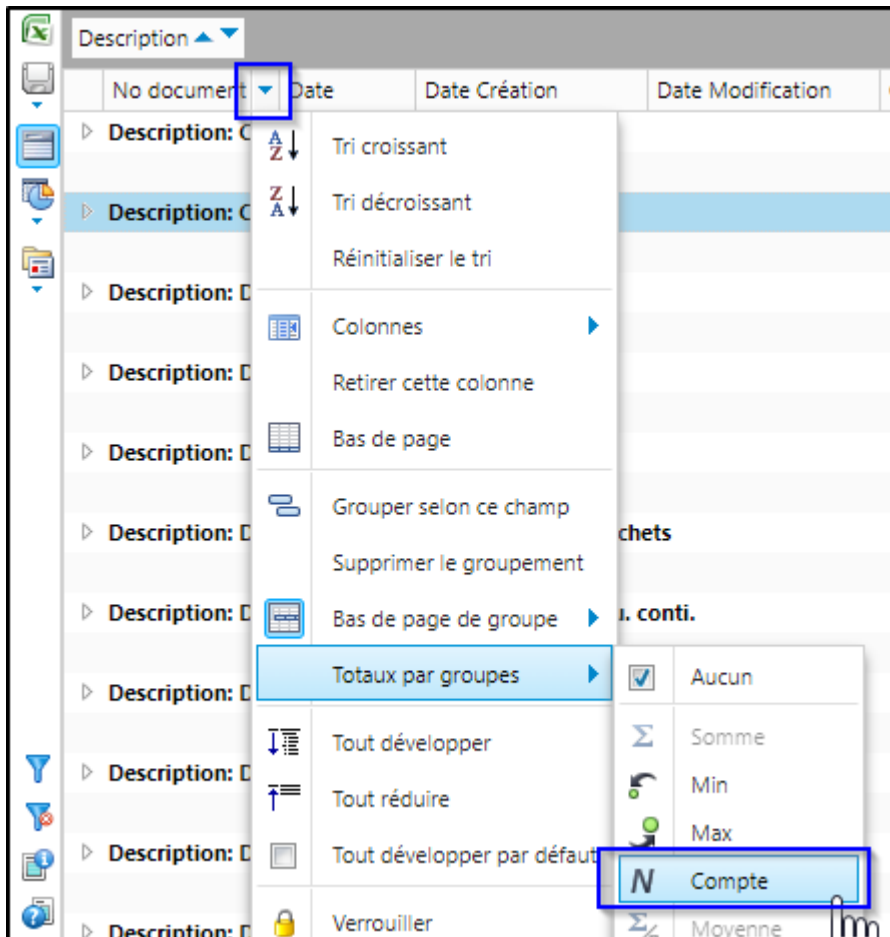 Description
No document Date Date Création Date Modification
Description: C
Tri croissant
Description: C
Tri décroissant
Réinitialiser le tri
Description: D
Colonnes
Description: D
Retirer cette colonne
Bas de page
Description: D
Grouper selon ce champ
Description: D chets
Supprimer le groupement
Description: D Bas de page de groupe u. conti.
Totaux par groupes Aucun
Description: D
Somme
Tout développer
Description: D
Min
Tout réduire
Max
Description: D Tout développer par défaut
Compte
Verrouiller Moyenne
Description: D